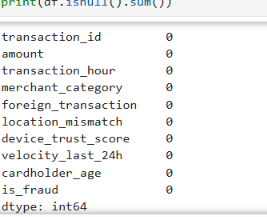 print(df.isnull().sum())
transaction_id 0
amount 0
transaction_hour 0
merchant_category 0
foreign_transaction 0
location_mismatch 0
device_trust_score 0
velocity_last_24h 0
cardholder_age 0
is_fraud 0
dtype: int64